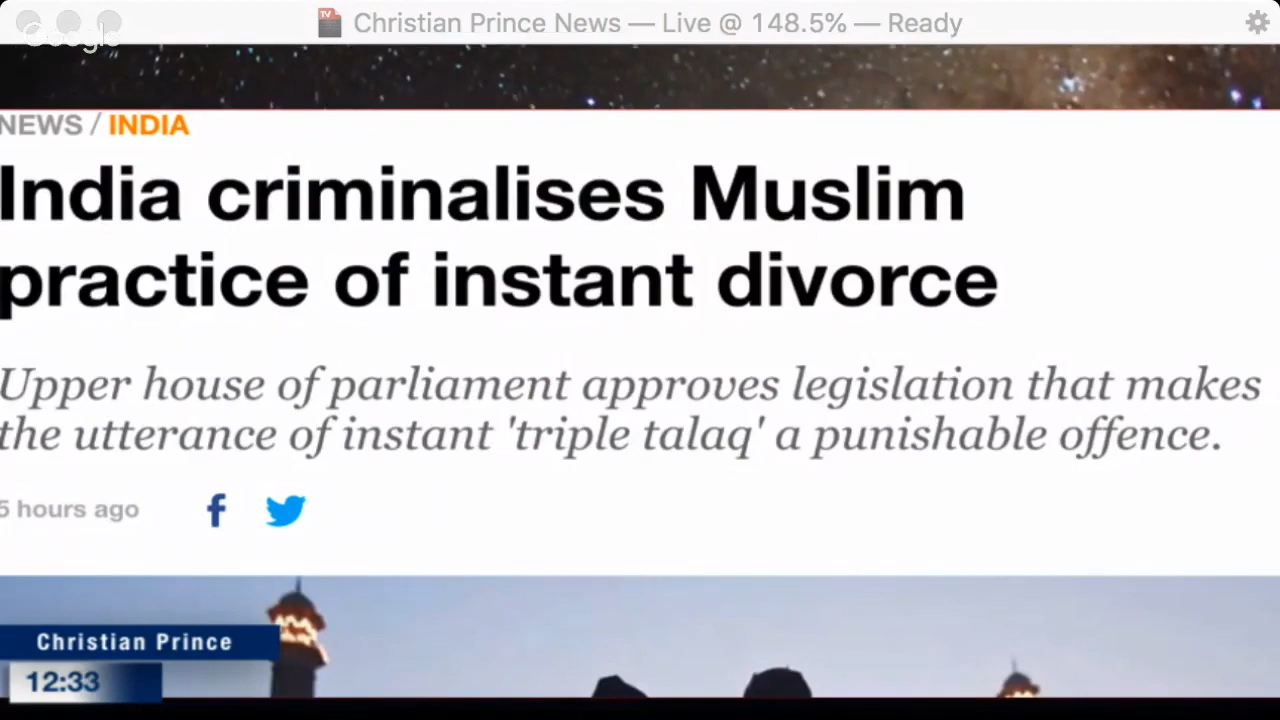 TV Christian Prince News — Live @ 148.5% — Ready
Google
NEWS / INDIA
India criminalises Muslim
practice of instant divorce
Upper house of parliament approves legislation that makes
the utterance of instant 'triple talaq' a punishable offence.
5 hours ago
Christian Prince
12:33